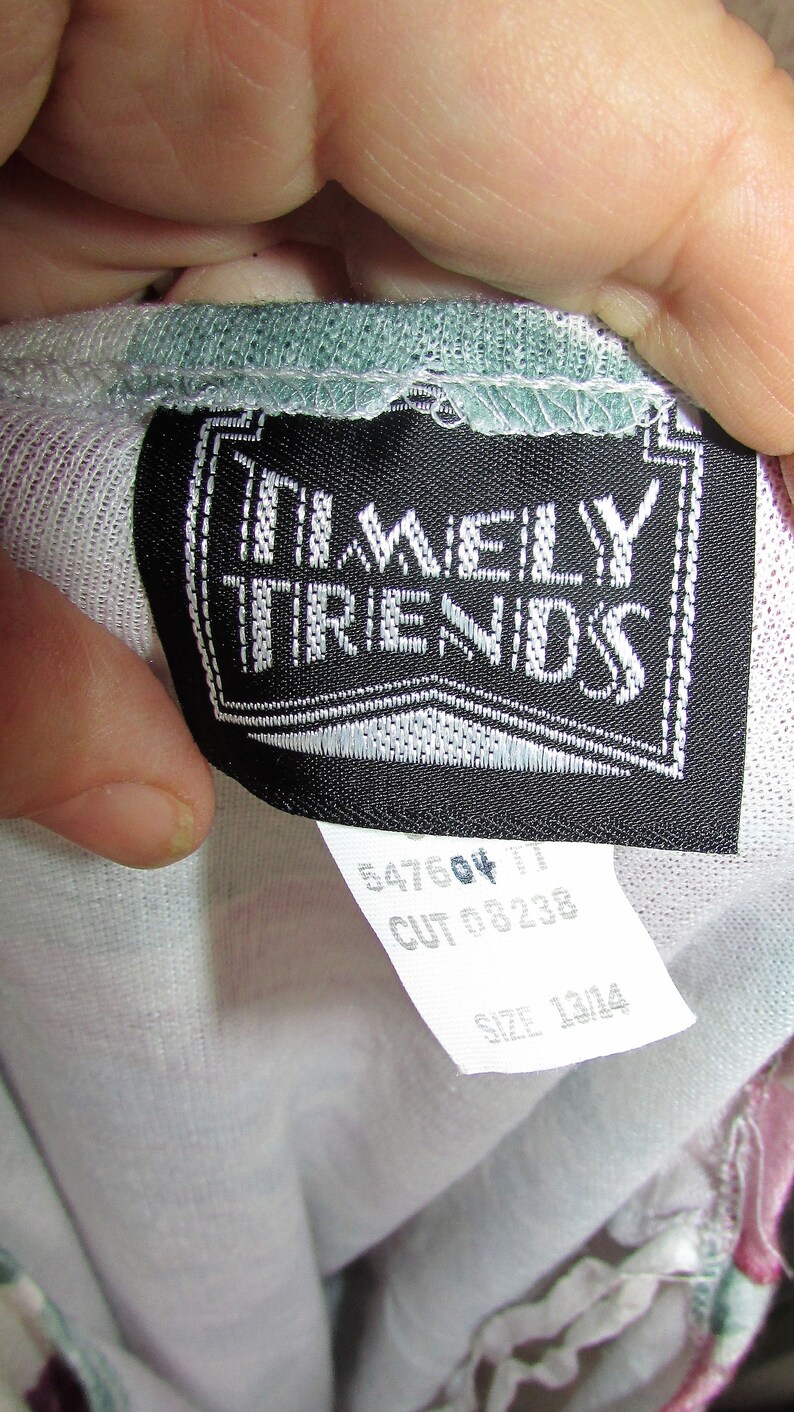 TIMELY
TRENDS
547604 TT
CUT 08238
SIZE 13/14